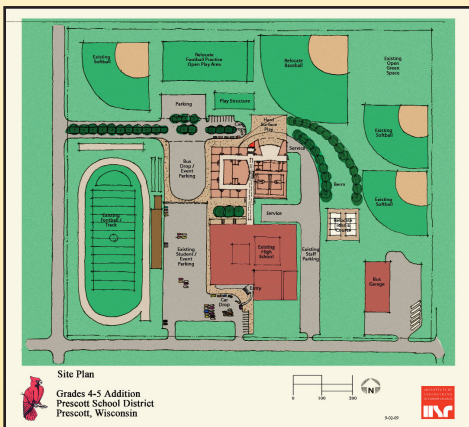 Existing
Softball
Relocate
Football Practice
Open Play Area
Relocate
Baseball
Existing
Open
Green
Space
Parking
Play Structure
Hard
Surface
Play
Existing
Softball
Service
Bus
Drop /
Event
Parking
Berm
Existing
Softball
Existing
Football /
Track
Service
Existing
Student /
Event
Parking
Existing
High
School
Existing
Staff
Parking
Bus
Garage
Entry
Car
Drop
Site Plan
Grades 4-5 Addition
Prescott School District
Prescott, Wisconsin
0 100 200
N
9-02-09